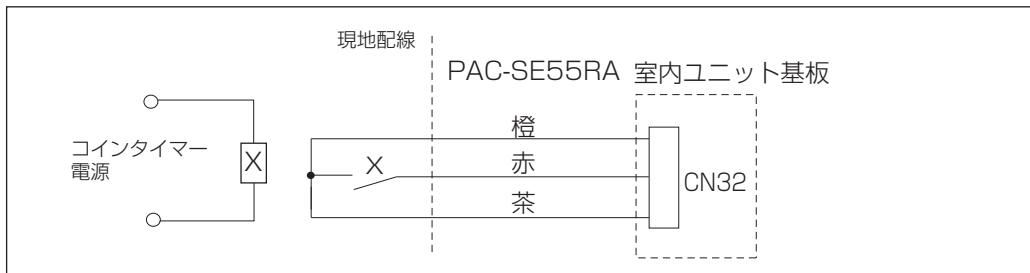 現地配線
PAC-SE55RA 室内ユニット基板
橙
コインタイマー
電源
X
X
赤
CN32
茶